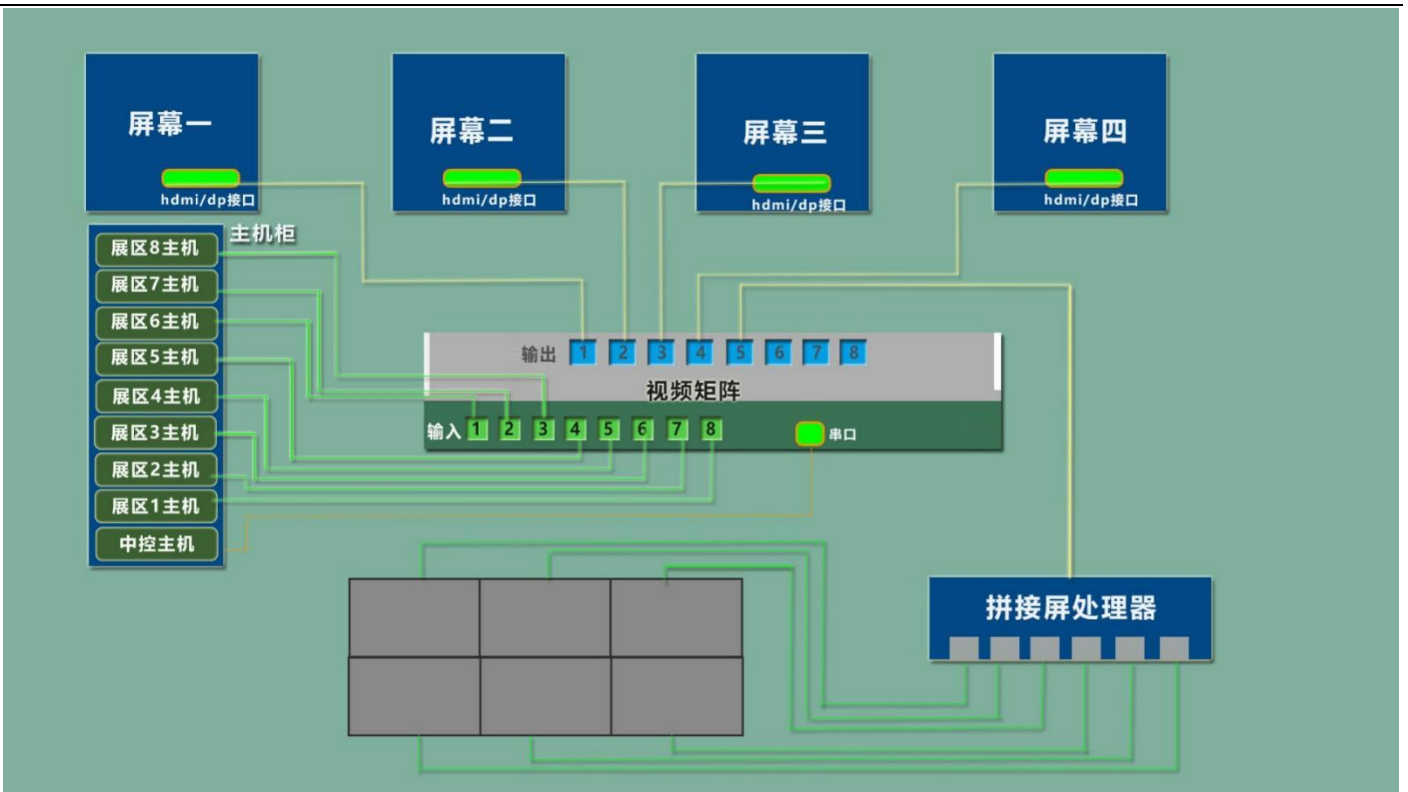 屏幕一
屏幕二
屏幕三
屏幕四
hdmi/dp接口
hdmi/dp接口
hdmi/dp接口
hdmi/dp接口
主机柜
展区8主机
展区7主机
展区6主机
展区5主机
展区4主机
展区3主机
展区2主机
展区1主机
中控主机
输出 1 2 3 4 5 6 7 8
视频矩阵
输入 1 2 3 4 5 6 7 8 串口
拼接屏处理器